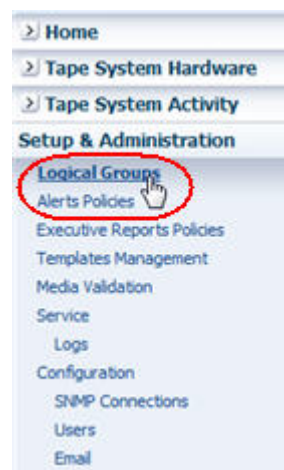 Home
Tape System Hardware
Tape System Activity
Setup & Administration
Logical Groups
Alerts Policies
Executive Reports Policies
Templates Management
Media Validation
Service
Logs
Configuration
SNMP Connections
Users
Email